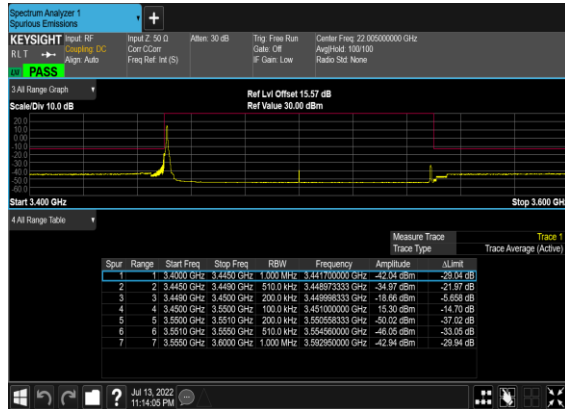 Spectrum Analyzer 1
Spurious Emissions
KEYSIGHT Input: RF Input Z: 50 Ω Atten: 30 dB Trig: Free Run Center Freq: 22.005000000 GHz
RLT Coupling: DC Corr CCorr Gate: Off Avg|Hold: 100/100
Align: Auto Freq Ref: Int (S) IF Gain: Low Radio Std: None
LM PASS
3 All Range Graph Ref Lvl Offset 15.57 dB
Scale/Div 10.0 dB Ref Value 30.00 dBm
20.0
10.0
0.00
-10.0
-20.0
-30.0
-40.0
-50.0
-60.0
Start 3.400 GHz Stop 3.600 GHz
4 All Range Table
Measure Trace Trace 1
Trace Type Trace Average (Active)
Spur Range Start Freq Stop Freq RBW Frequency Amplitude ΔLimit
1 1 3.4000 GHz 3.4450 GHz 1.000 MHz 3.441700000 GHz -42.04 dBm -29.04 dB
2 2 3.4450 GHz 3.4490 GHz 510.0 kHz 3.448973333 GHz -34.97 dBm -21.97 dB
3 3 3.4490 GHz 3.4500 GHz 200.0 kHz 3.449998333 GHz -18.66 dBm -5.658 dB
4 4 3.4500 GHz 3.5500 GHz 100.0 kHz 3.451000000 GHz 15.30 dBm -14.70 dB
5 5 3.5500 GHz 3.5510 GHz 200.0 kHz 3.550558333 GHz -50.02 dBm -37.02 dB
6 6 3.5510 GHz 3.5550 GHz 510.0 kHz 3.554560000 GHz -46.05 dBm -33.05 dB
7 7 3.5550 GHz 3.6000 GHz 1.000 MHz 3.592950000 GHz -42.94 dBm -29.94 dB
Jul 13, 2022
11:14:05 PM